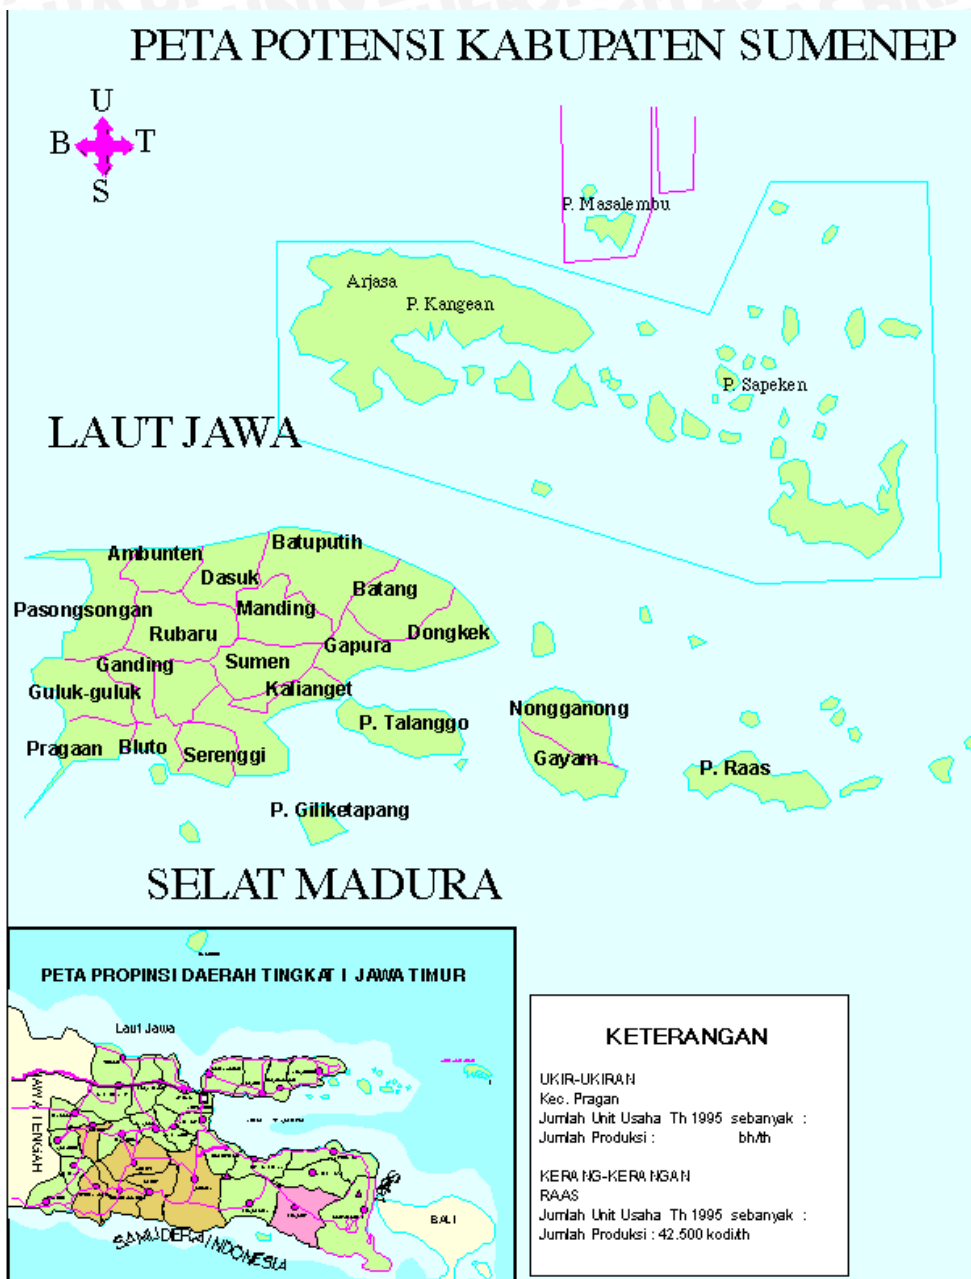 PETA POTENSI KABUPATEN SUMENEP
U
B T
S
P. Masalembu
Arjasa
P. Kangean
P. Sapeken
LAUT JAWA
Batuputih
Ambunten
Dasuk
Batang
Pasongsongan
Manding
Rubaru
Dongkek
Gapura
Ganding
Sumen
Guluk-guluk
Kalianget
Nongganong
P. Talanggo
Pragaan
Bluto
Serenggi
Gayam
P. Raas
P. Giliketapang
SELAT MADURA
PETA PROPINSI DAERAH TINGKAT I JAWA TIMUR
Laut Jawa
JAWA TENGAH
BALI
SAMUDERA INDONESIA
KETERANGAN
UKIR-UKIRAN
Kec. Pragan
Jumlah Unit Usaha Th 1995 sebanyak :
Jumlah Produksi : bh/th
KERANG-KERANGAN
RAAS
Jumlah Unit Usaha Th 1995 sebanyak :
Jumlah Produksi : 42.500 kodi/th